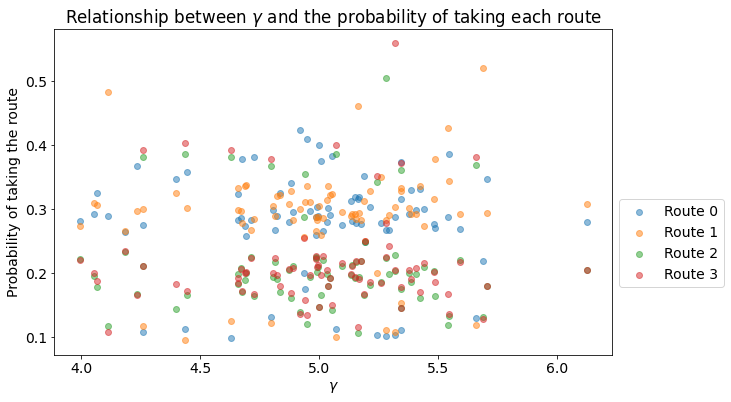 Relationship between γ and the probability of taking each route
Probability of taking the route
0.5
0.4
0.3
0.2
0.1
4.0 4.5 5.0 5.5 6.0
γ
Route 0
Route 1
Route 2
Route 3